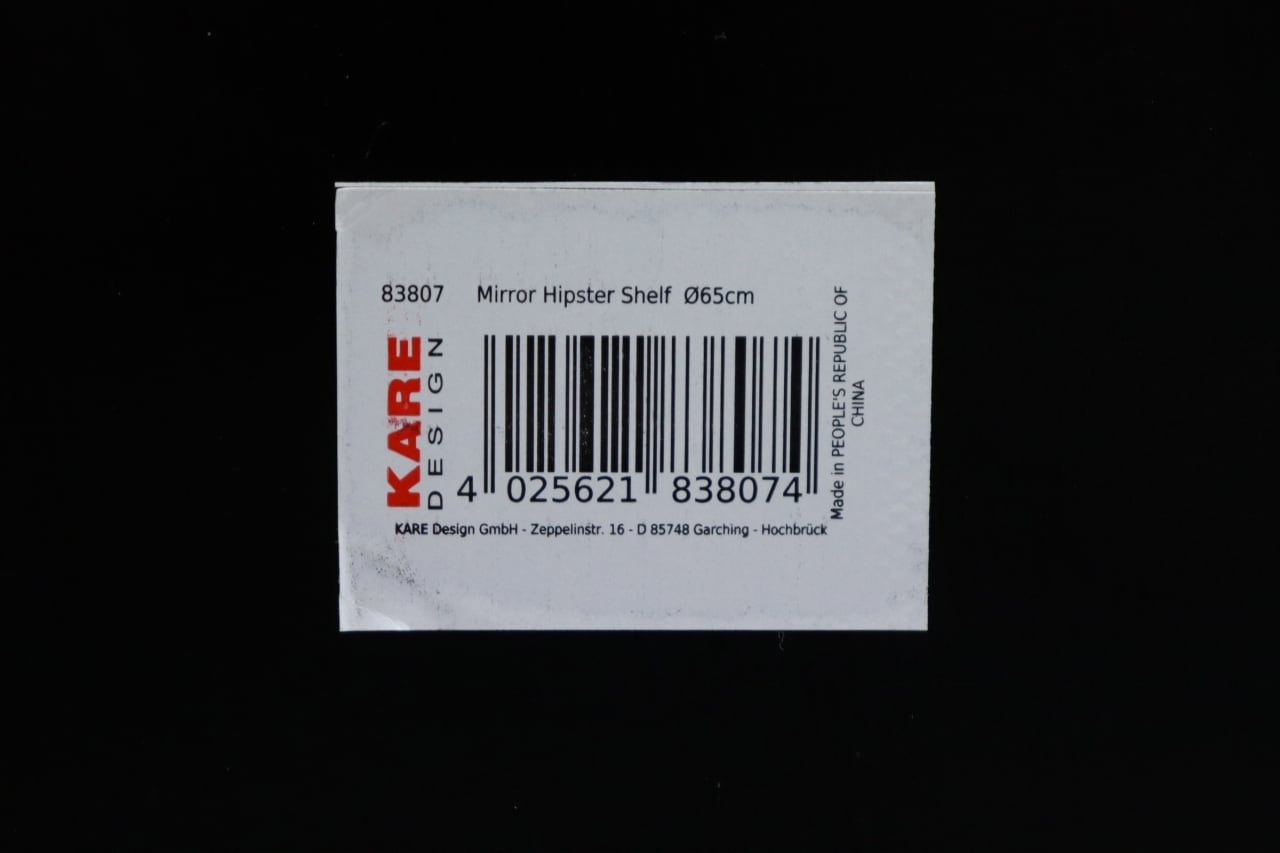 83807 Mirror Hipster Shelf Ø65cm
KARE
DESIGN
4 025621 838074
Made in PEOPLE'S REPUBLIC OF
CHINA
KARE Design GmbH - Zeppelinstr. 16 - D 85748 Garching - Hochbrück